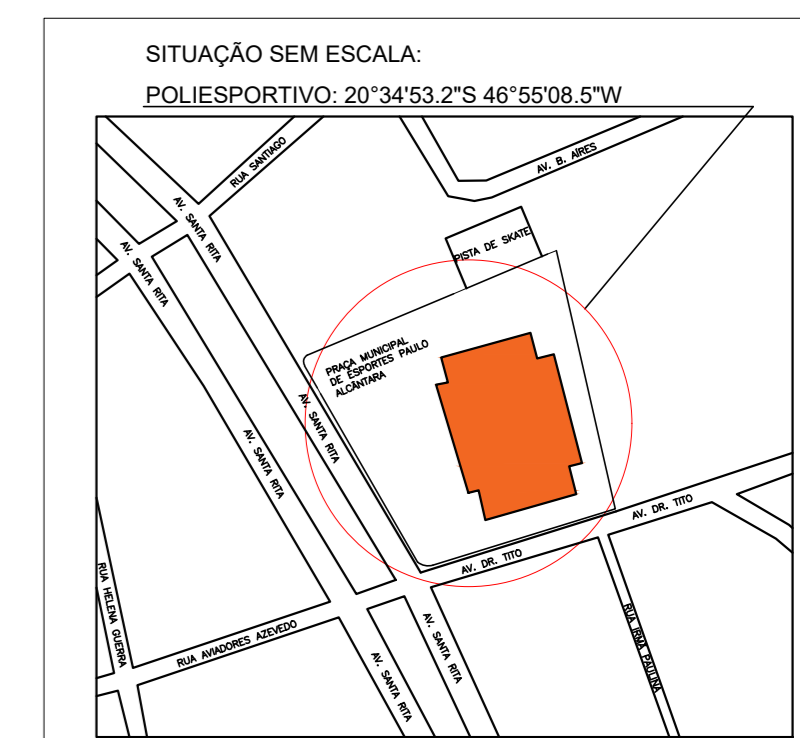 SITUAÇÃO SEM ESCALA:
POLIESPORTIVO: 20°34'53.2"S 46°55'08.5"W
RUA SANTIAGO
AV. B. AIRES
AV. SANTA RITA
AV. SANTA RITA
PISTA DE SKATE
PRAÇA MUNICIPAL
DE ESPORTES PAULO
ALCÂNTARA
AV. SANTA RITA
AV. SANTA RITA
AV. DR. TITO
AV. DR. TITO
RUA HELENA GUERRA
RUA AVIADORES AZEVEDO
AV. SANTA RITA
AV. SANTA RITA
RUA IRMA PAULINA